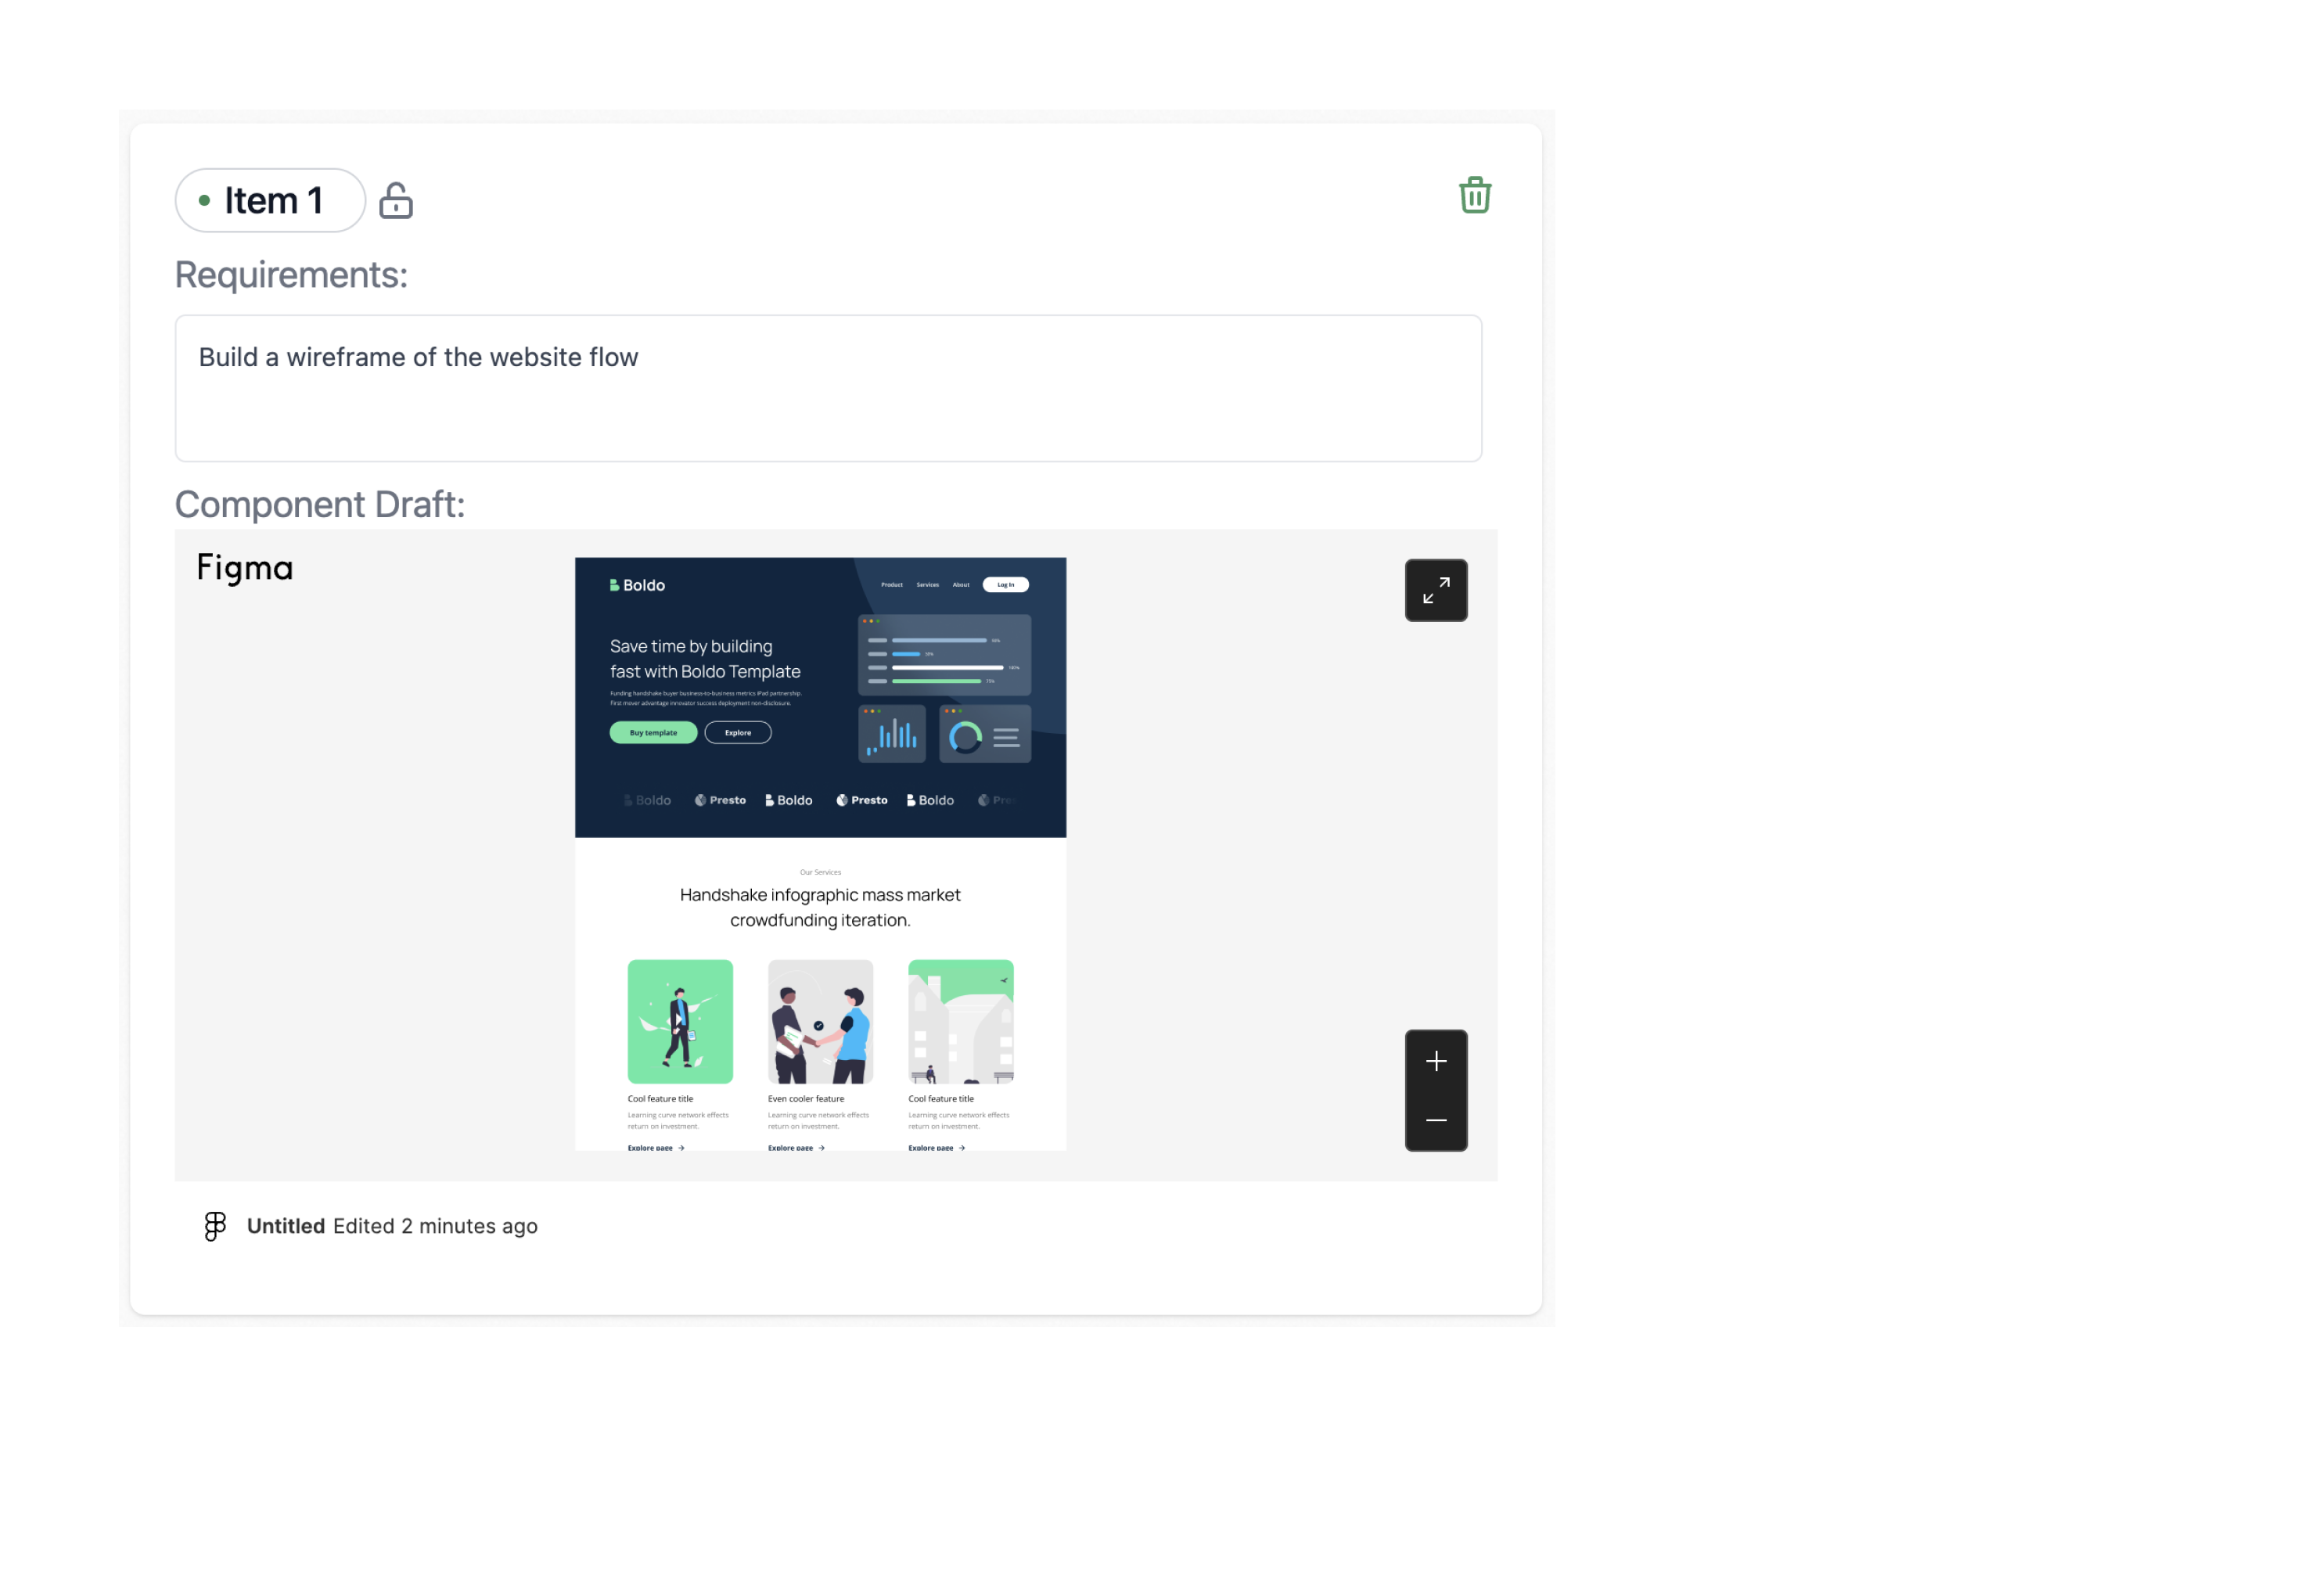 Item 1
Requirements:
Build a wireframe of the website flow
Component Draft:
Figma
Boldo
Product Services About Log In
Save time by building
fast with Boldo Template
Funding handshake buyer business-to-business metrics iPad partnership.
First mover advantage innovator success deployment non-disclosure.
Buy template Explore
100%
Boldo Presto Boldo Presto Boldo
Our Services
Handshake infographic mass market
crowdfunding iteration.
Cool feature title Even cooler feature Cool feature title
Learning curve network effects Learning curve network effects Learning curve network effects
return on investment. return on investment. return on investment.
Explore page → Explore page → Explore page →
Untitled Edited 2 minutes ago